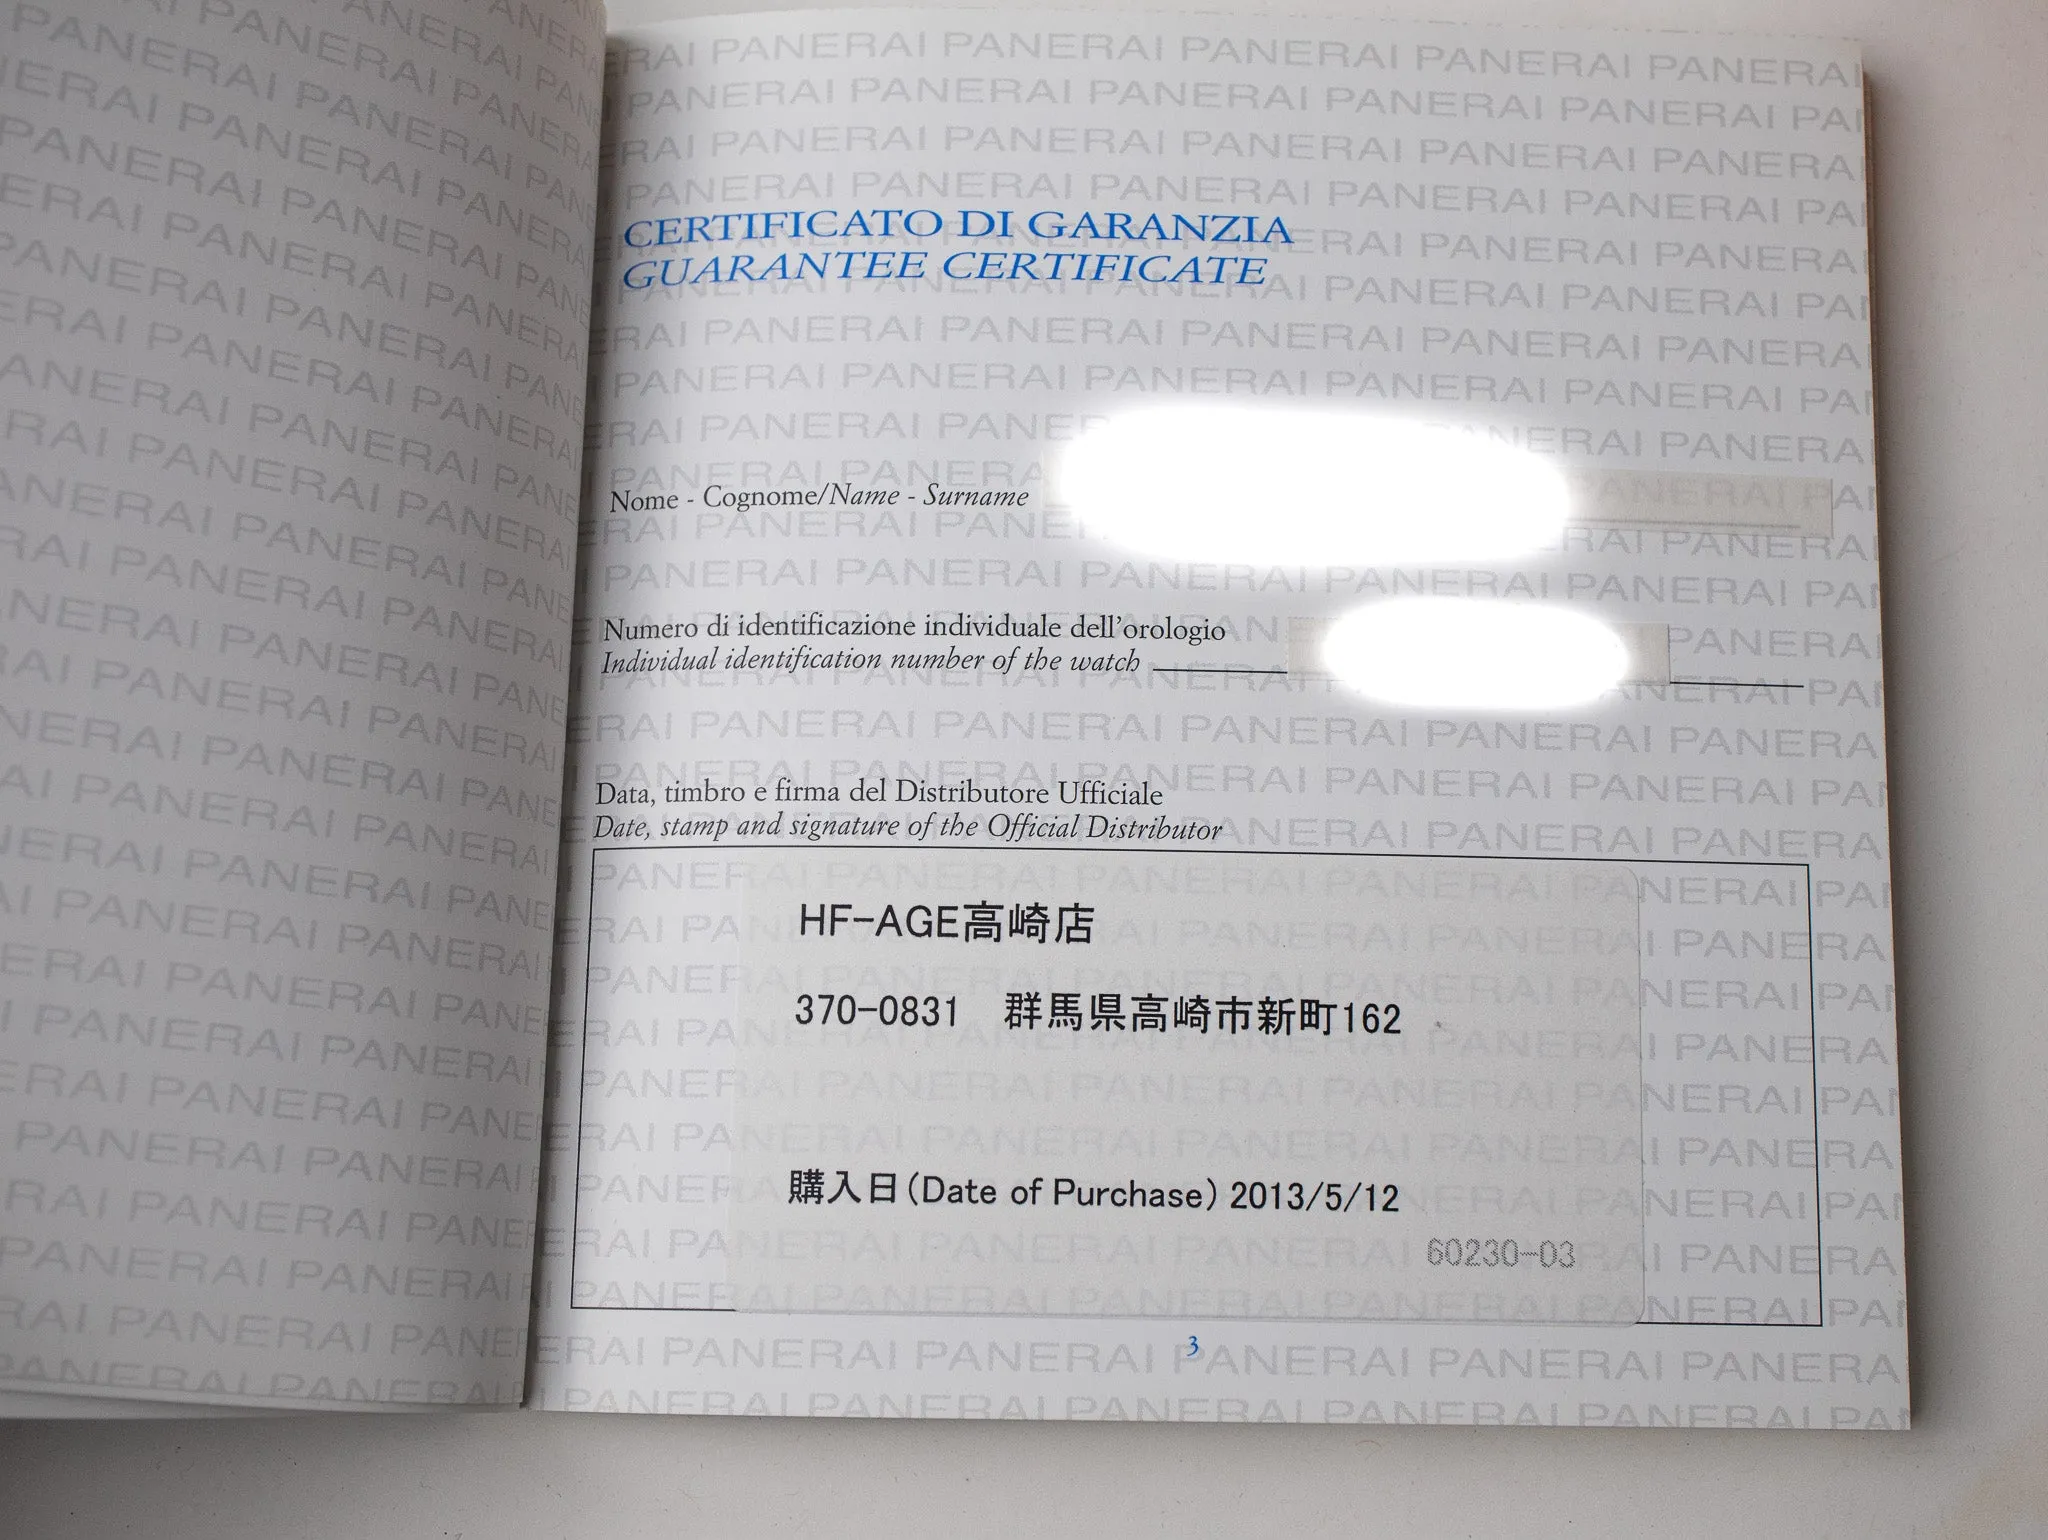 CERTIFICATO DI GARANZIA
GUARANTEE CERTIFICATE
Nome - Cognome/Name - Surname
Numero di identificazione individuale dell'orologio
Individual identification number of the watch
Data, timbro e firma del Distributore Ufficiale
Date, stamp and signature of the Official Distributor
HF-AGE高崎店
370-0831 群馬県高崎市新町162
購入日(Date of Purchase) 2013/5/12
60230-03
3